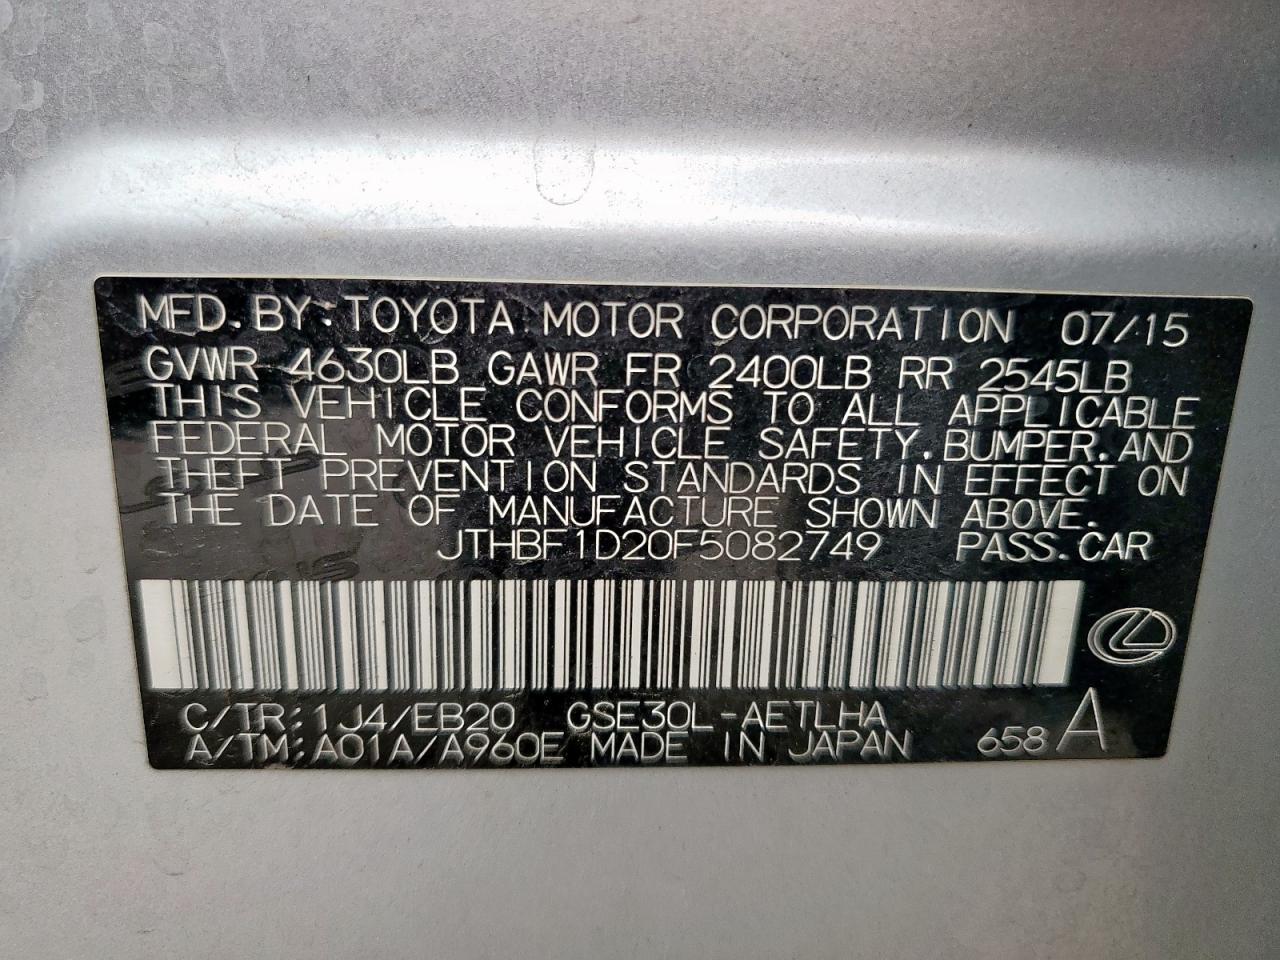 MFD. BY: TOYOTA MOTOR CORPORATION 07/15
GVWR 4630LB GAWR FR 2400LB RR 2545LB
THIS VEHICLE CONFORMS TO ALL APPLICABLE
FEDERAL MOTOR VEHICLE SAFETY, BUMPER, AND
THEFT PREVENTION STANDARDS IN EFFECT ON
THE DATE OF MANUFACTURE SHOWN ABOVE.
JTHBF1D20F5082749 PASS. CAR
C/TR: 1J4/EB20 GSE30L-AETLHA
A/TM: A01A/A960E MADE IN JAPAN 658 A